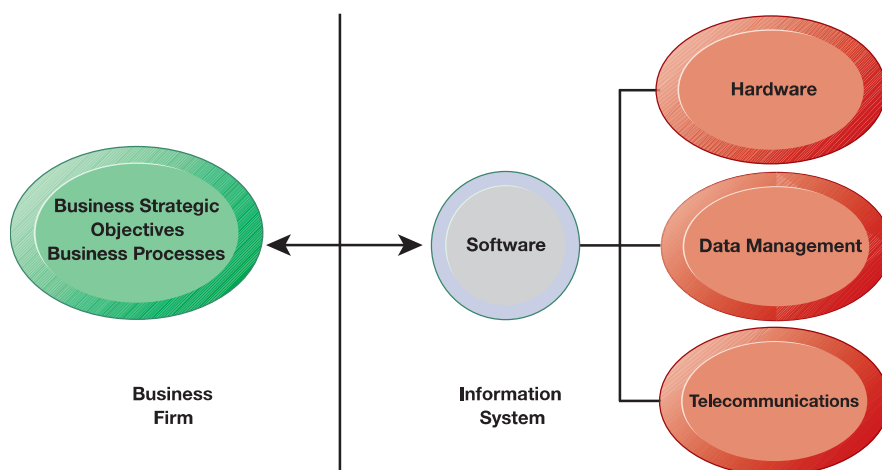 Business Strategic
Objectives
Business Processes
Business
Firm
Software
Information
System
Hardware
Data Management
Telecommunications